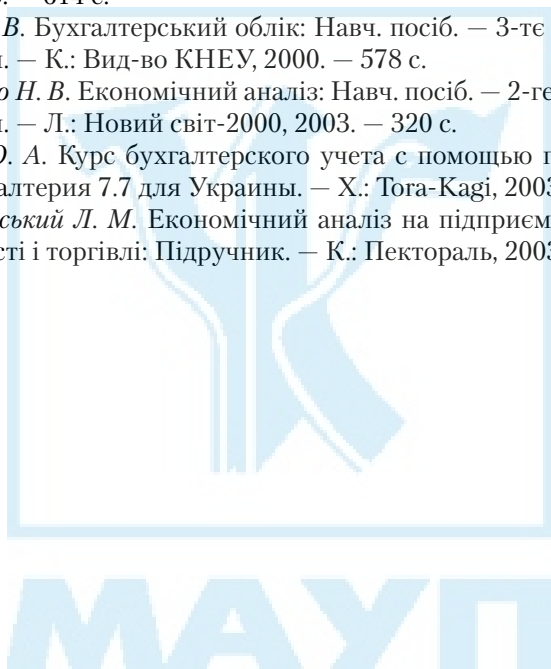 В. Бухгалтерський облік: Навч. посіб. — 3-тє
— К.: Вид-во КНЕУ, 2000. — 578 с.
Н. В. Економічний аналіз: Навч. посіб. — 2-ге
— Л.: Новий світ-2000, 2003. — 320 с.
А. Курс бухгалтерского учета с помощью
алтерия 7.7 для Украины. — Х.: Tora-Kagi, 2003
ський Л. М. Економічний аналіз на підприєм
сті і торгівлі: Підручник. — К.: Пектораль, 2003
МАУП